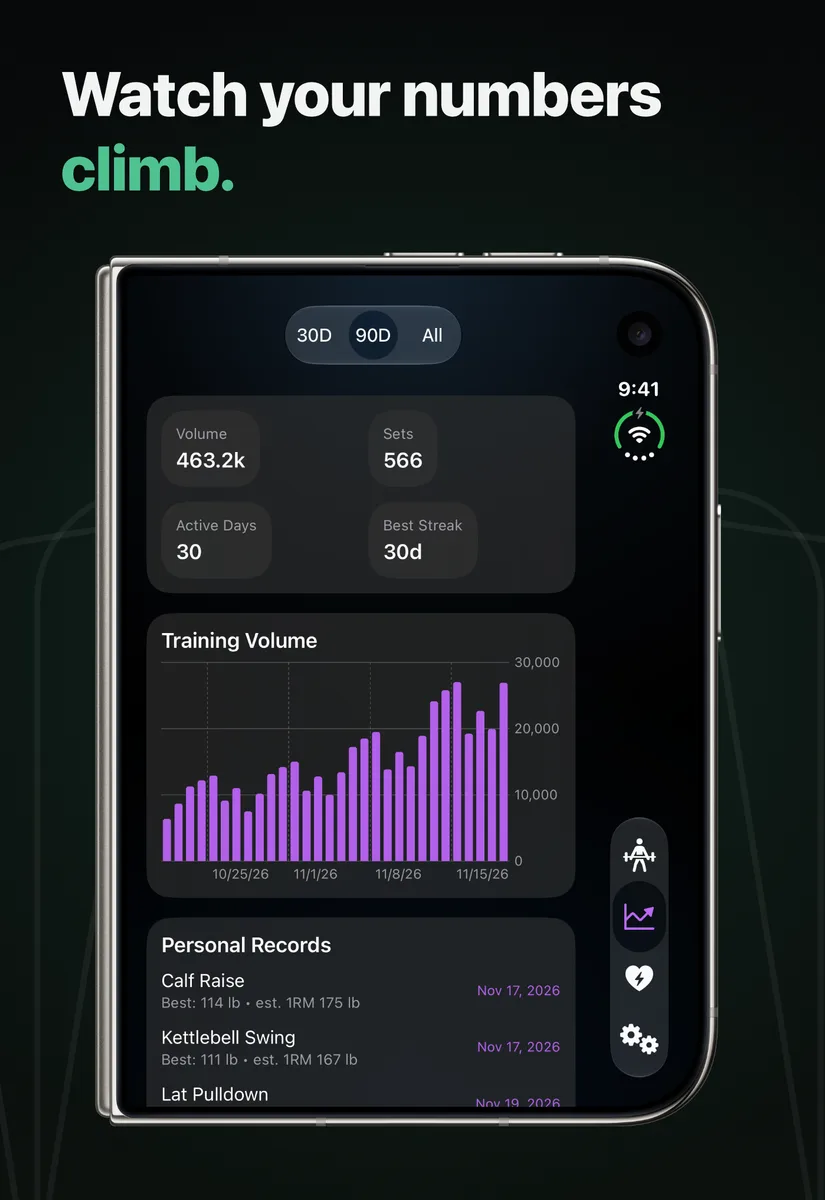 Watch your numbers
climb.
30D 90D All
9:41
Volume
463.2k
Sets
566
Active Days
30
Best Streak
30d
Training Volume
30,000
20,000
10,000
0
10/25/26 11/1/26 11/8/26 11/15/26
Personal Records
Calf Raise
Best: 114 lb • est. 1RM 175 lb
Nov 17, 2026
Kettlebell Swing
Best: 111 lb • est. 1RM 167 lb
Nov 17, 2026
Lat Pulldown
Nov 19, 2026